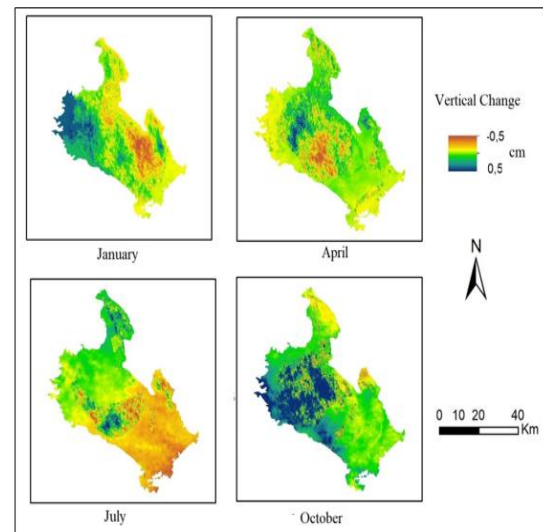 January
April
Vertical Change
-0,5
cm
0,5
N
July
October
0 10 20 40
Km